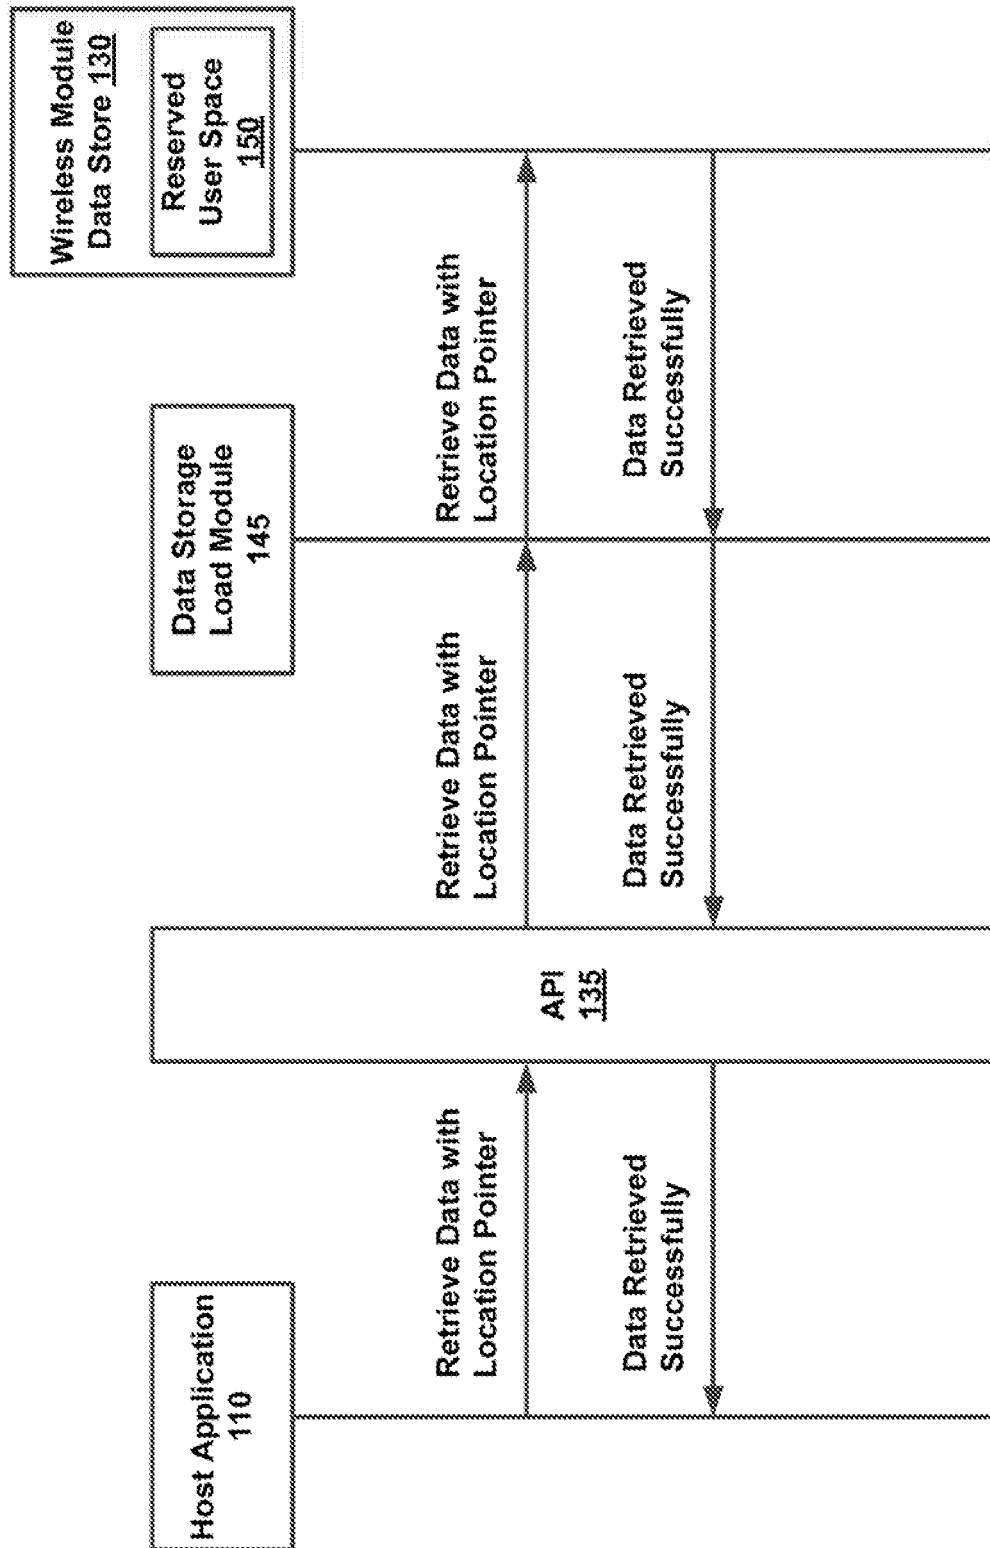 Host Application
110
API
135
Data Storage
Load Module
145
Wireless Module
Data Store 130
Reserved
User Space
150
Retrieve Data with
Location Pointer
Retrieve Data with
Location Pointer
Retrieve Data with
Location Pointer
Data Retrieved
Successfully
Data Retrieved
Successfully
Data Retrieved
Successfully